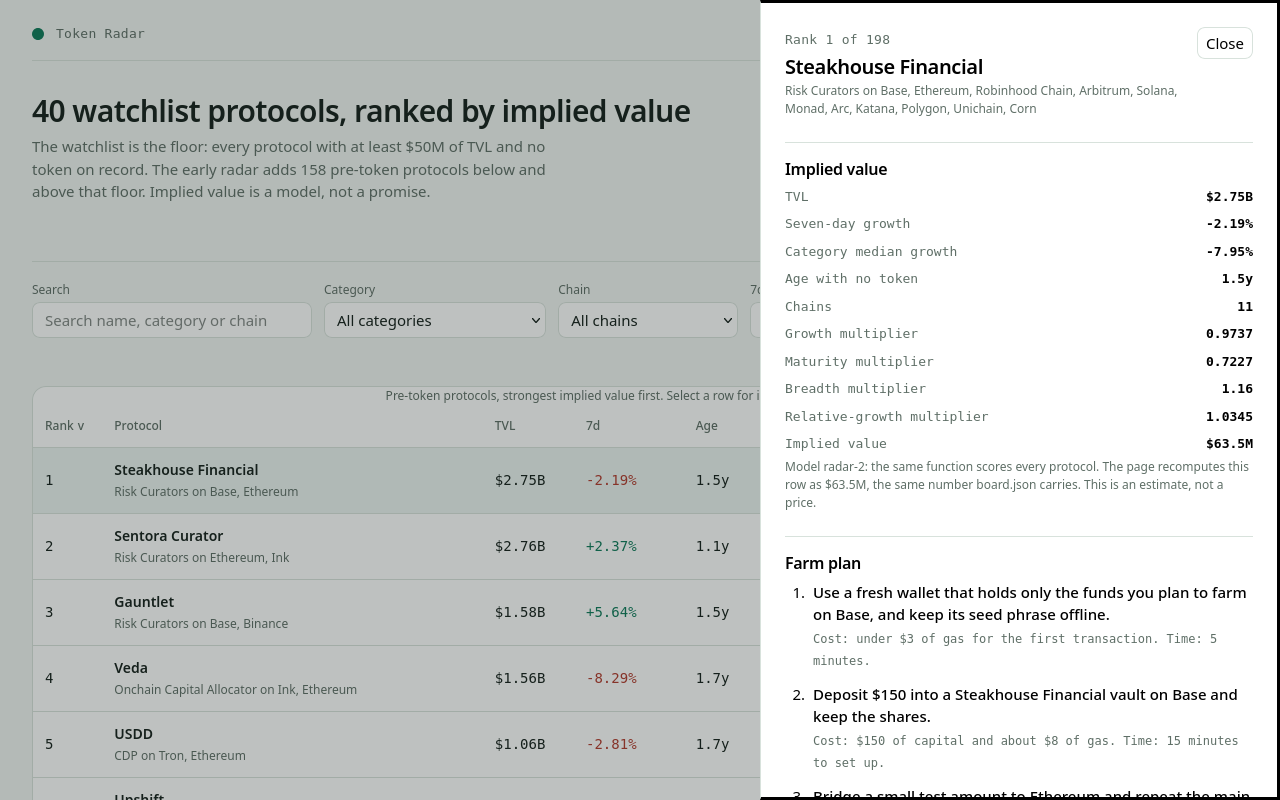 Token Radar
40 watchlist protocols, ranked by implied value
The watchlist is the floor: every protocol with at least $50M of TVL and no
token on record. The early radar adds 158 pre-token protocols below and
above that floor. Implied value is a model, not a promise.
Search
Category
Chain
Search name, category or chain
All categories
All chains
Pre-token protocols, strongest implied value first. Select a row for
Rank v
Protocol
TVL
7d
Age
1
Steakhouse Financial
Risk Curators on Base, Ethereum
$2.75B
-2.19%
1.5y
2
Sentora Curator
Risk Curators on Ethereum, Ink
$2.76B
+2.37%
1.1y
3
Gauntlet
Risk Curators on Base, Binance
$1.58B
+5.64%
1.5y
4
Veda
Onchain Capital Allocator on Ink, Ethereum
$1.56B
-8.29%
1.7y
5
USDD
CDP on Tron, Ethereum
$1.06B
-2.81%
1.7y
Upshift
Rank 1 of 198
Close
Steakhouse Financial
Risk Curators on Base, Ethereum, Robinhood Chain, Arbitrum, Solana,
Monad, Arc, Katana, Polygon, Unichain, Corn
Implied value
TVL $2.75B
Seven-day growth -2.19%
Category median growth -7.95%
Age with no token 1.5y
Chains 11
Growth multiplier 0.9737
Maturity multiplier 0.7227
Breadth multiplier 1.16
Relative-growth multiplier 1.0345
Implied value $63.5M
Model radar-2: the same function scores every protocol. The page recomputes this
row as $63.5M, the same number board.json carries. This is an estimate, not a
price.
Farm plan
1. Use a fresh wallet that holds only the funds you plan to farm
on Base, and keep its seed phrase offline.
Cost: under $3 of gas for the first transaction. Time: 5
minutes.
2. Deposit $150 into a Steakhouse Financial vault on Base and
keep the shares.
Cost: $150 of capital and about $8 of gas. Time: 15 minutes
to set up.
3. Bridge a small test amount to Ethereum and repeat the main